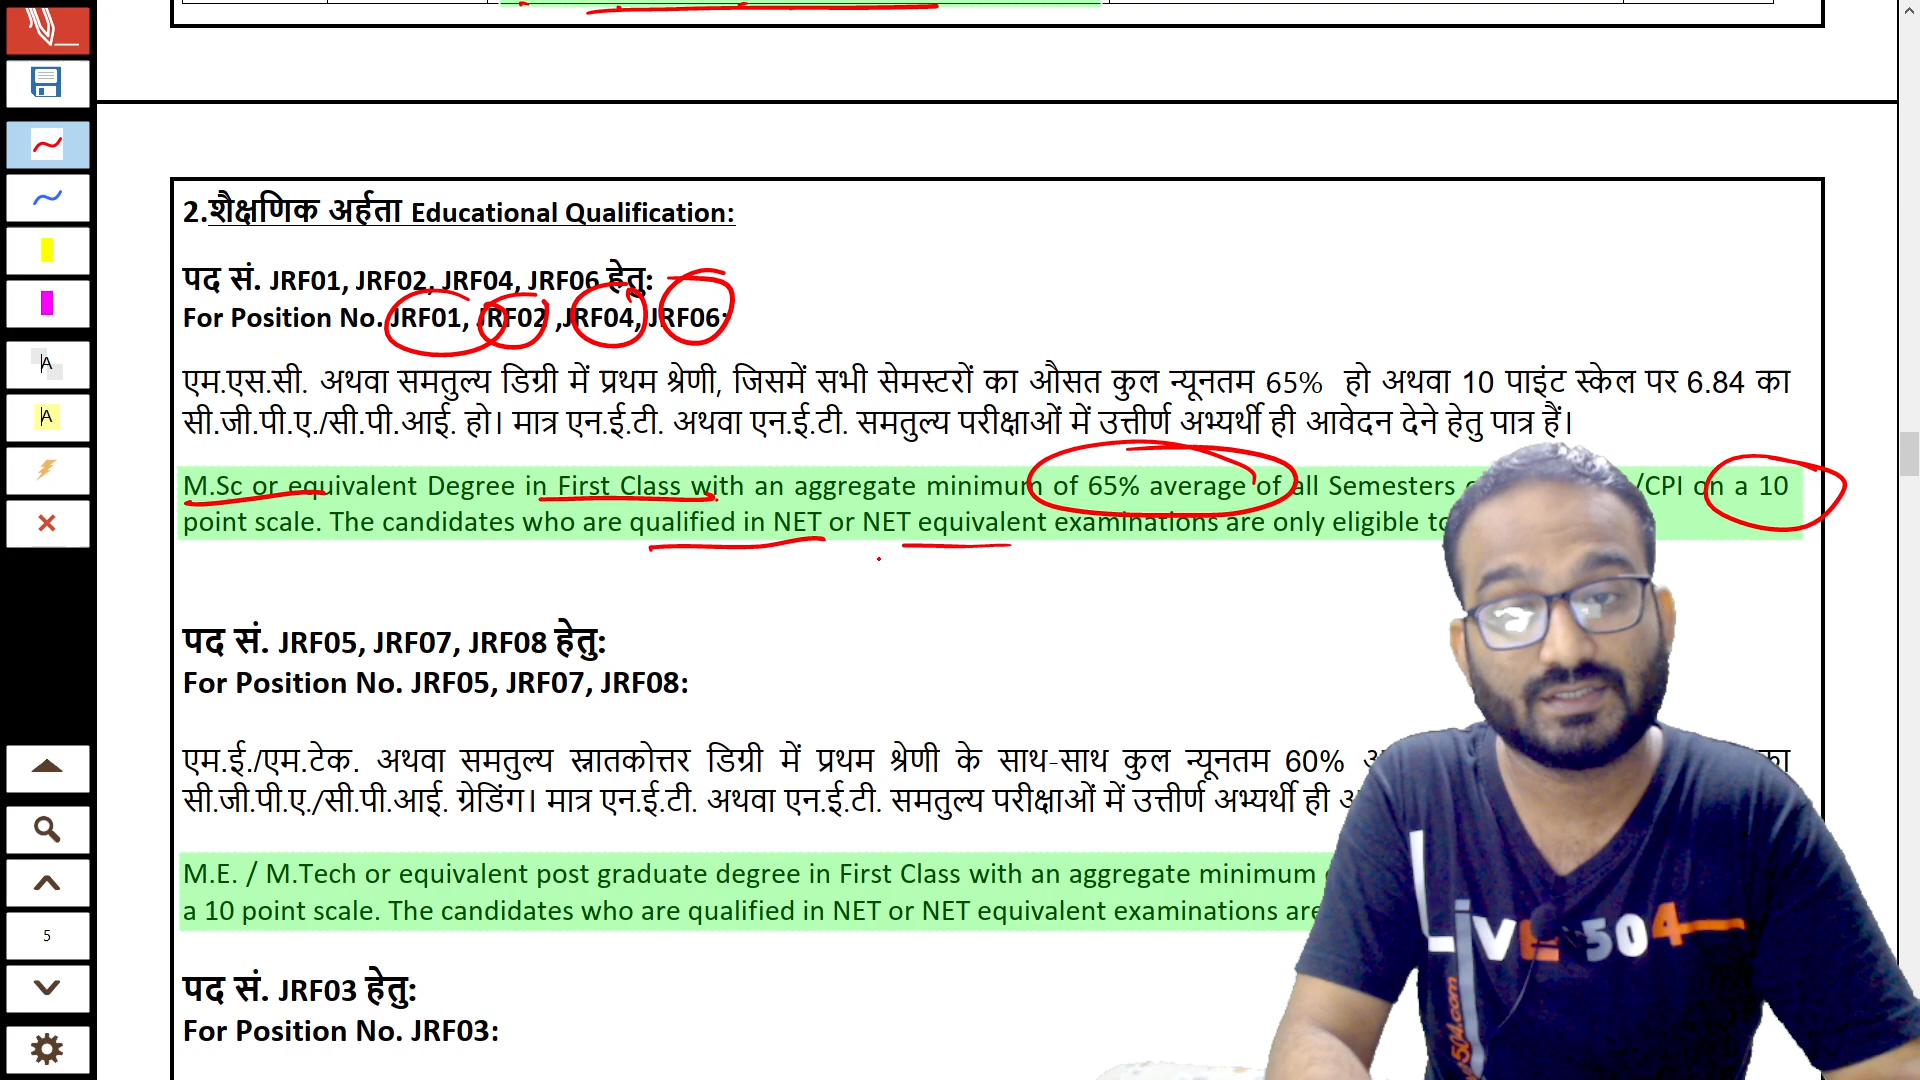 2.शैक्षणिक अर्हता Educational Qualification:
पद सं. JRF01, JRF02, JRF04, JRF06 हेतु:
For Position No. JRF01, JRF02 ,JRF04, JRF06:
एम.एस.सी. अथवा समतुल्य डिग्री में प्रथम श्रेणी, जिसमें सभी सेमस्टरों का औसत कुल न्यूनतम 65% हो अथवा 10 पाइंट स्केल पर 6.84 का
सी.जी.पी.ए./सी.पी.आई. हो। मात्र एन.ई.टी. अथवा एन.ई.टी. समतुल्य परीक्षाओं में उत्तीर्ण अभ्यर्थी ही आवेदन देने हेतु पात्र हैं।
M.Sc or equivalent Degree in First Class with an aggregate minimum of 65% average of all Semesters /CPI on a 10
point scale. The candidates who are qualified in NET or NET equivalent examinations are only eligible
पद सं. JRF05, JRF07, JRF08 हेतु:
For Position No. JRF05, JRF07, JRF08:
एम.ई./एम.टेक. अथवा समतुल्य स्नातकोत्तर डिग्री में प्रथम श्रेणी के साथ-साथ कुल न्यूनतम 60% का
सी.जी.पी.ए./सी.पी.आई. ग्रेडिंग। मात्र एन.ई.टी. अथवा एन.ई.टी. समतुल्य परीक्षाओं में उत्तीर्ण अभ्यर्थी ही
M.E. / M.Tech or equivalent post graduate degree in First Class with an aggregate minimum
a 10 point scale. The candidates who are qualified in NET or NET equivalent examinations are
पद सं. JRF03 हेतु:
For Position No. JRF03:
A
A
5
LiVE 504